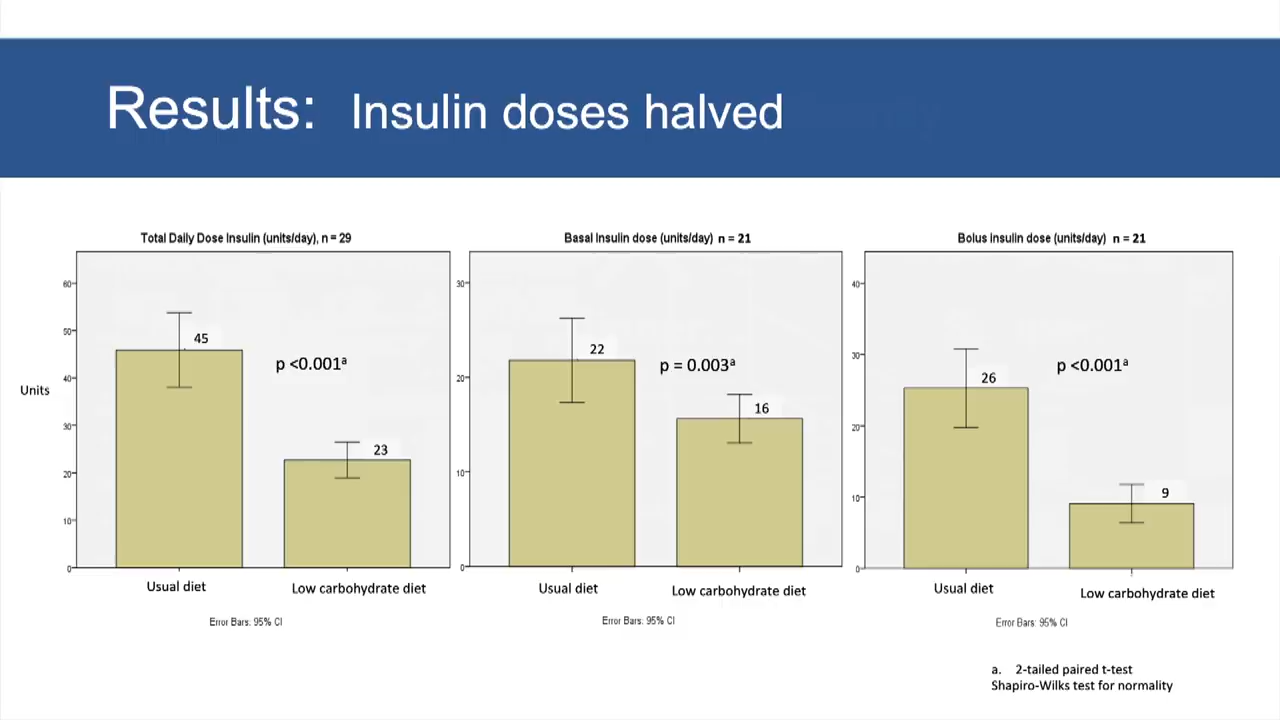 Results: Insulin doses halved
Total Daily Dose Insulin (units/day), n = 29
60
50
45
p <0.001ᵃ
Units
40
30
23
20
10
0
Usual diet
Low carbohydrate diet
Error Bars: 95% CI
Basal Insulin dose (units/day) n = 21
30
22
p = 0.003ᵃ
20
16
10
0
Usual diet
Low carbohydrate diet
Error Bars: 95% CI
Bolus insulin dose (units/day) n = 21
40
30
26
p <0.001ᵃ
20
10
9
0
Usual diet
Low carbohydrate diet
Error Bars: 95% CI
a. 2-tailed paired t-test
Shapiro-Wilks test for normality